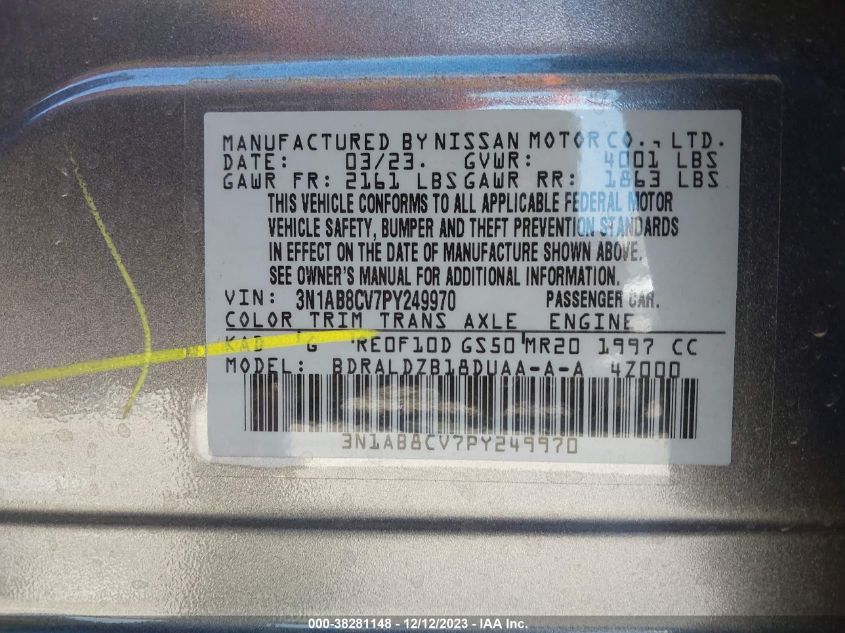 MANUFACTURED BY NISSAN MOTOR CO., LTD.
DATE: 03/23. GVWR: 4001 LBS
GAWR FR: 2161 LBS GAWR RR: 1863 LBS
THIS VEHICLE CONFORMS TO ALL APPLICABLE FEDERAL MOTOR
VEHICLE SAFETY, BUMPER AND THEFT PREVENTION STANDARDS
IN EFFECT ON THE DATE OF MANUFACTURE SHOWN ABOVE.
SEE OWNER'S MANUAL FOR ADDITIONAL INFORMATION.
VIN: 3N1AB8CV7PY249970 PASSENGER CAR.
COLOR TRIM TRANS AXLE ENGINE
KAD G RE0F10D GS50 MR20 1997 CC
MODEL: BDRALDZB18DUAA-A-A 4Z000
3N1AB8CV7PY249970
000-38281148 - 12/12/2023 - © IAA Inc.